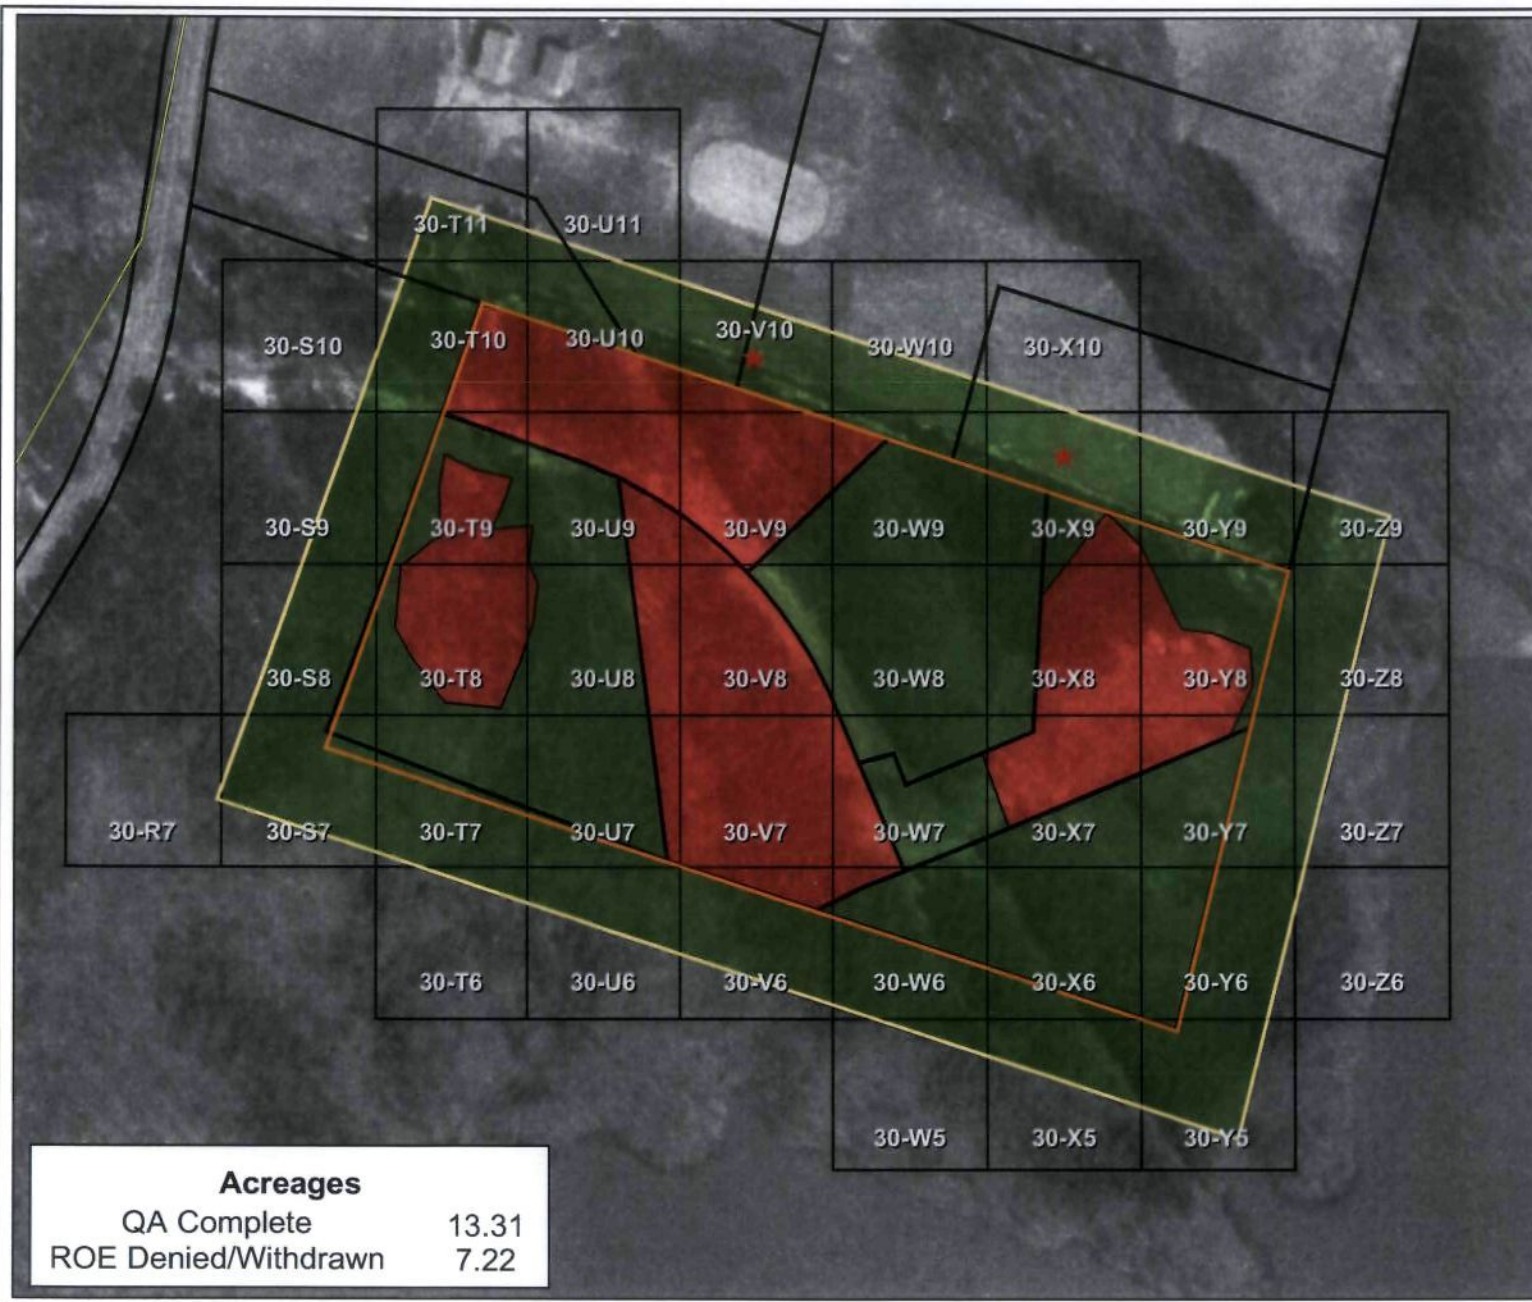 30-T11 30-U11
30-S10 30-T10 30-U10 30-V10 30-W10 30-X10
30-S9 30-T9 30-U9 30-V9 30-W9 30-X9 30-Y9 30-Z9
30-S8 30-T8 30-U8 30-V8 30-W8 30-X8 30-Y8 30-Z8
30-R7 30-S7 30-T7 30-U7 30-V7 30-W7 30-X7 30-Y7 30-Z7
30-T6 30-U6 30-V6 30-W6 30-X6 30-Y6 30-Z6
30-W5 30-X5 30-Y5
Acreages
QA Complete 13.31
ROE Denied/Withdrawn 7.22